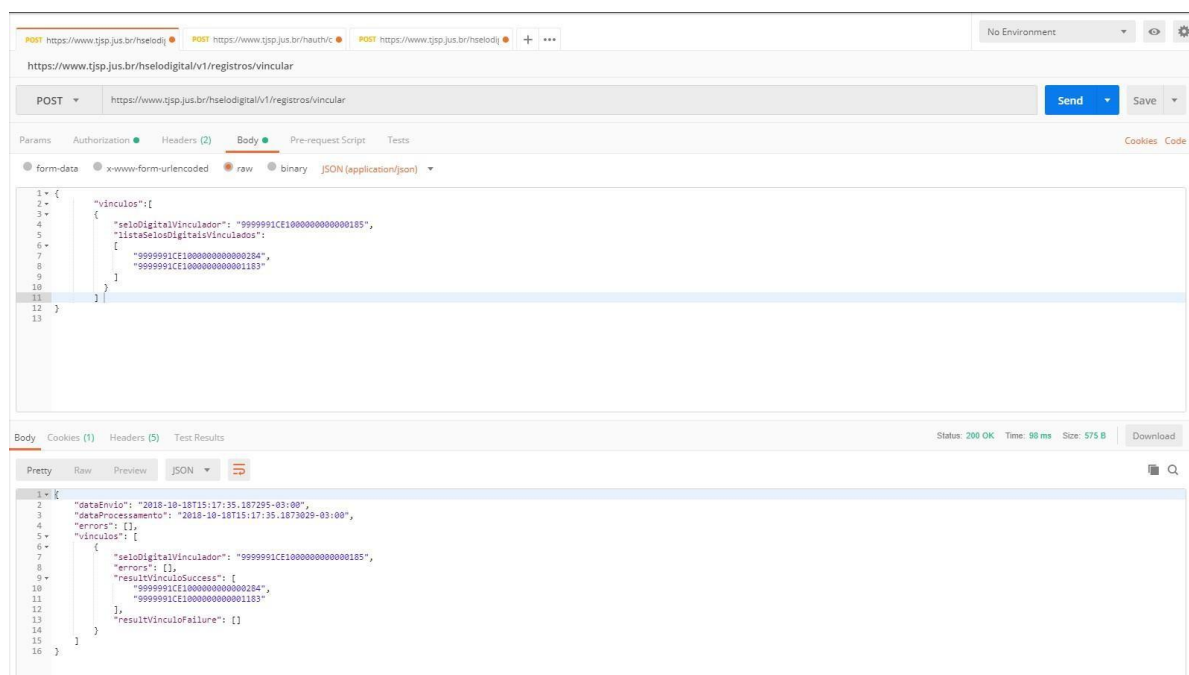 POST https://www.tjsp.jus.br/hselodi POST https://www.tjsp.jus.br/hauth/c POST https://www.tjsp.jus.br/hselodi + ••• No Environment
https://www.tjsp.jus.br/hselodigital/v1/registros/vincular
POST https://www.tjsp.jus.br/hselodigital/v1/registros/vincular Send Save
Params Authorization Headers (2) Body Pre-request Script Tests Cookies Code
form-data x-www-form-urlencoded raw binary JSON (application/json)
1 {
2 "vinculos":[
3 {
4 "seloDigitalVinculador": "9999991CE1000000000000185",
5 "listaSelosDigitaisVinculados":
6 [
7 "9999991CE1000000000000284",
8 "9999991CE1000000000001183"
9 ]
10 }
11 ]
12 }
13
Body Cookies (1) Headers (5) Test Results Status: 200 OK Time: 98 ms Size: 575 B Download
Pretty Raw Preview JSON
1 {
2 "dataEnvio": "2018-10-18T15:17:35.187295-03:00",
3 "dataProcessamento": "2018-10-18T15:17:35.1873029-03:00",
4 "errors": [],
5 "vinculos": [
6 {
7 "seloDigitalVinculador": "9999991CE1000000000000185",
8 "errors": [],
9 "resultVinculoSuccess": [
10 "9999991CE1000000000000284",
11 "9999991CE1000000000001183"
12 ],
13 "resultVinculoFailure": []
14 }
15 ]
16 }